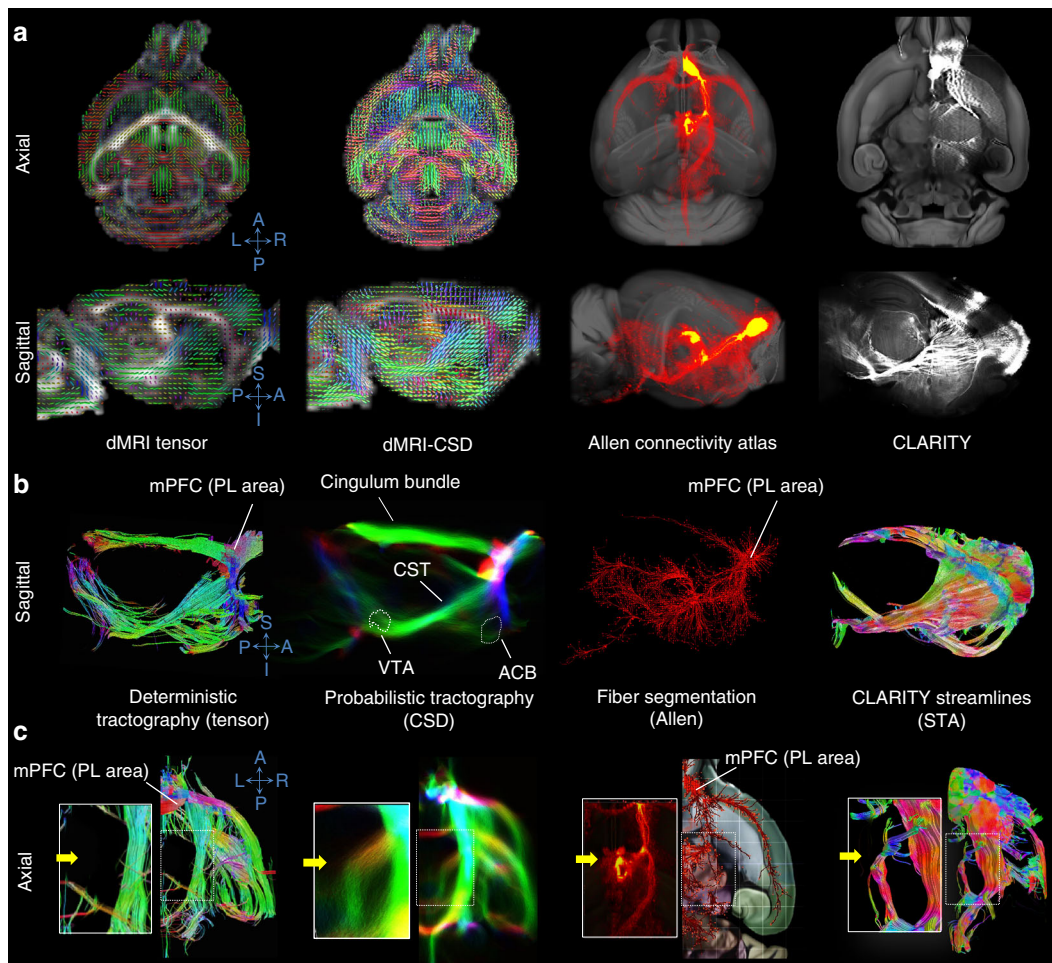 a
Axial
A
L R
P
Sagittal
S
P A
I
dMRI tensor
dMRI-CSD
Allen connectivity atlas
CLARITY
b
mPFC (PL area)
Cingulum bundle
mPFC (PL area)
Sagittal
CST
S
P A
I
VTA
ACB
Deterministic
tractography (tensor)
Probabilistic tractography
(CSD)
Fiber segmentation
(Allen)
CLARITY streamlines
(STA)
c
Axial
mPFC (PL area)
A
L R
P
mPFC (PL area)